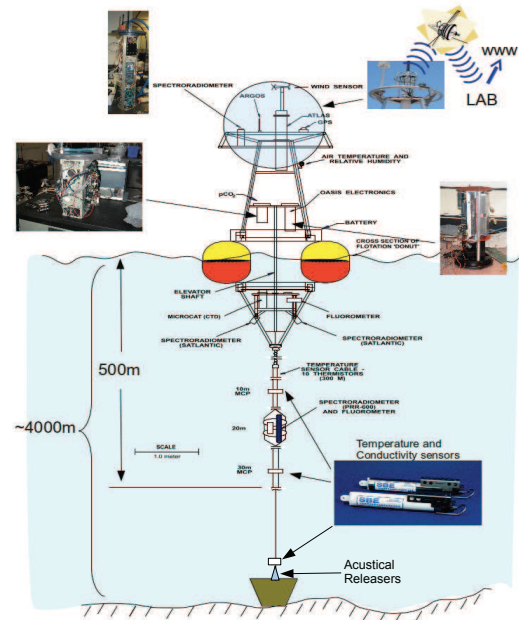 www
LAB
SPECTRORADIOMETER
WIND SENSOR
ARGOS
ATLAS
GPS
AIR TEMPERATURE AND
RELATIVE HUMIDITY
pCO2
OASIS ELECTRONICS
BATTERY
CROSS SECTION OF
FLOTATION 'DONUT'
ELEVATOR
SHAFT
MICROCAT (CTD)
FLUOROMETER
SPECTRORADIOMETER
(SATLANTIC)
SPECTRORADIOMETER
(SATLANTIC)
500m
TEMPERATURE
SENSOR CABLE -
10 THERMISTORS
(300 M)
10m
MCP
~4000m
SPECTRORADIOMETER
(PRR-600)
AND FLUOROMETER
20m
SCALE
1.0 meter
Temperature and
Conductivity sensors
30m
MCP
SBE
SBE
Acustical
Releasers